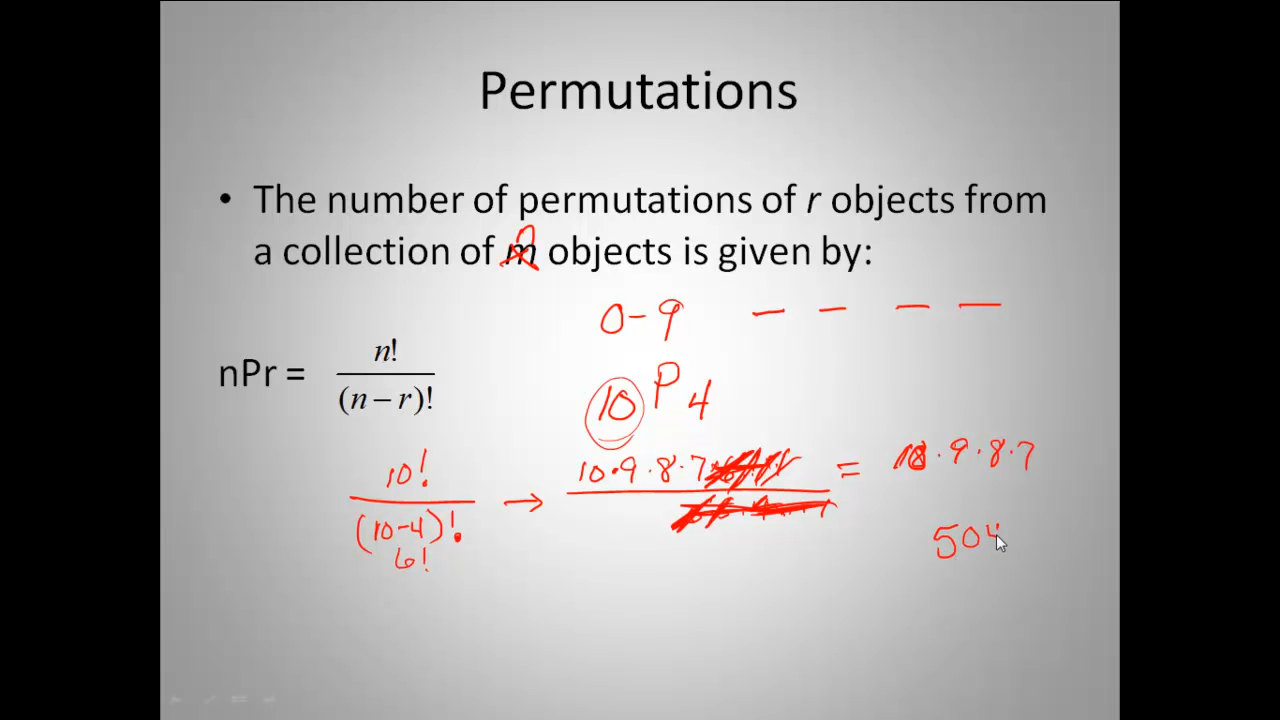 Permutations
• The number of permutations of r objects from
a collection of n objects is given by:
0-9 _ _ _ _
nPr = n! / (n − r)!
10 P 4
10! / (10-4)! → 10·9·8·7 = 10·9·8·7
6!
504